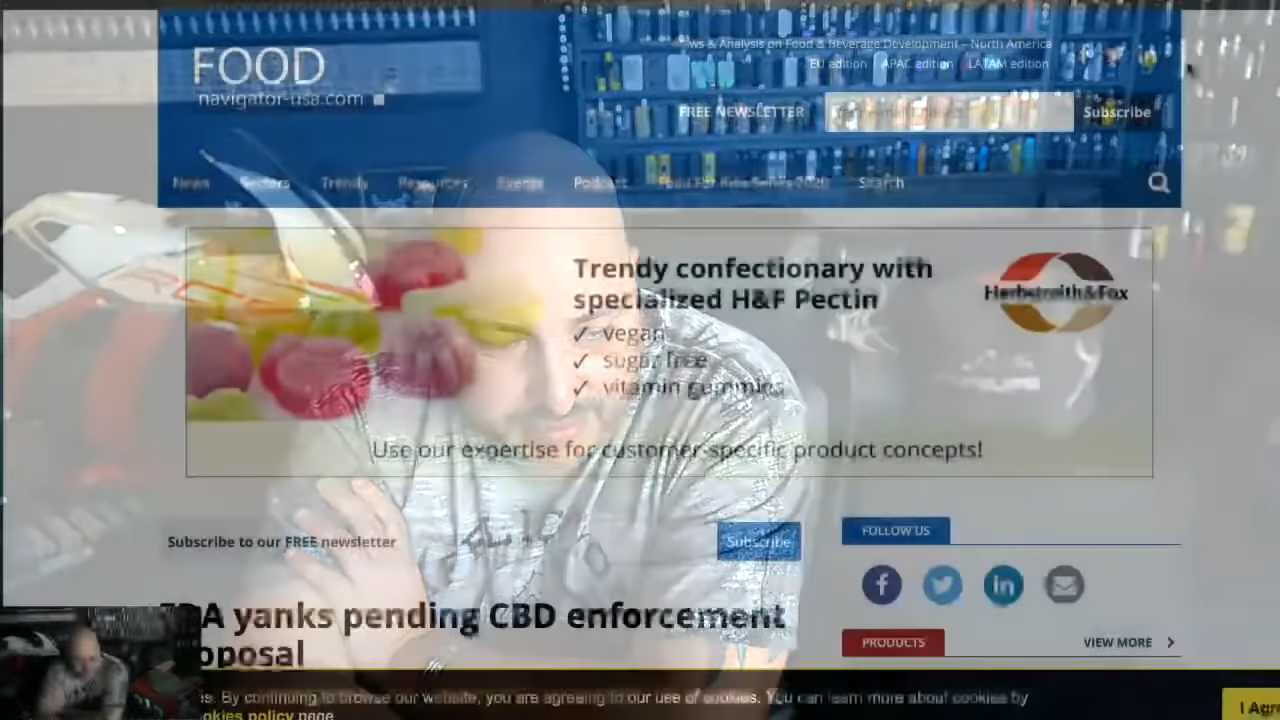 FOOD
navigator-usa.com
ws & Analysis on Food & Beverage Development – North America
EU edition APAC edition LATAM edition
FREE NEWSLETTER
Subscribe
News Sectors Trends Resources Events Podcast Search
Trendy confectionary with
specialized H&F Pectin
✓ vegan
✓ sugar free
✓ vitamin gummies
Herbstreith&Fox
Use our expertise for customer-specific product concepts!
Subscribe to our FREE newsletter
Subscribe
FOLLOW US
DA yanks pending CBD enforcement
oposal
PRODUCTS
VIEW MORE
es. By continuing to browse our website, you are agreeing to our use of cookies. You can learn more about cookies by
okies policy page
I Agre